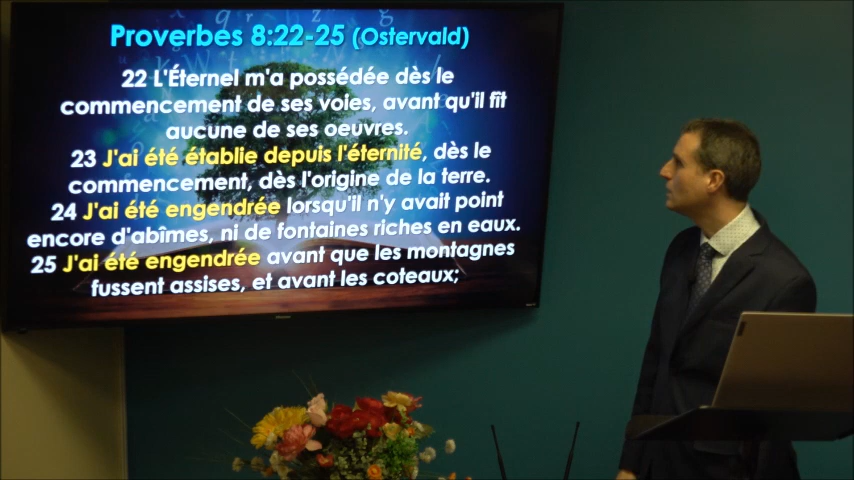 Proverbes 8:22-25 (Ostervald)
22 L'Éternel m'a possédée dès le
commencement de ses voies, avant qu'il fit
aucune de ses oeuvres.
23 J'ai été établie depuis l'éternité, dès le
commencement, dès l'origine de la terre.
24 J'ai été engendrée lorsqu'il n'y avait point
encore d'abîmes, ni de fontaines riches en eaux.
25 J'ai été engendrée avant que les montagnes
fussent assises, et avant les coteaux;